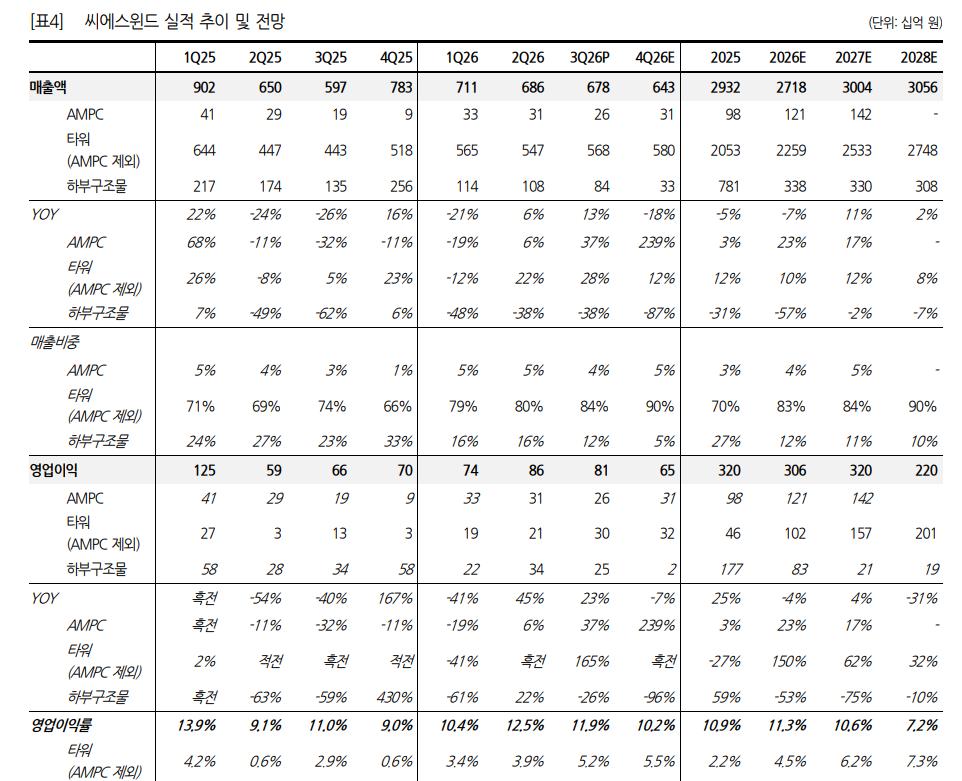 [표4] 씨에스윈드 실적 추이 및 전망 (단위: 십억 원)
1Q25 2Q25 3Q25 4Q25 1Q26 2Q26 3Q26P 4Q26E 2025 2026E 2027E 2028E
매출액 902 650 597 783 711 686 678 643 2932 2718 3004 3056
AMPC 41 29 19 9 33 31 26 31 98 121 142 -
타워
(AMPC 제외) 644 447 443 518 565 547 568 580 2053 2259 2533 2748
하부구조물 217 174 135 256 114 108 84 33 781 338 330 308
YOY 22% -24% -26% 16% -21% 6% 13% -18% -5% -7% 11% 2%
AMPC 68% -11% -32% -11% -19% 6% 37% 239% 3% 23% 17% -
타워
(AMPC 제외) 26% -8% 5% 23% -12% 22% 28% 12% 12% 10% 12% 8%
하부구조물 7% -49% -62% 6% -48% -38% -38% -87% -31% -57% -2% -7%
매출비중
AMPC 5% 4% 3% 1% 5% 5% 4% 5% 3% 4% 5% -
타워
(AMPC 제외) 71% 69% 74% 66% 79% 80% 84% 90% 70% 83% 84% 90%
하부구조물 24% 27% 23% 33% 16% 16% 12% 5% 27% 12% 11% 10%
영업이익 125 59 66 70 74 86 81 65 320 306 320 220
AMPC 41 29 19 9 33 31 26 31 98 121 142
타워
(AMPC 제외) 27 3 13 3 19 21 30 32 46 102 157 201
하부구조물 58 28 34 58 22 34 25 2 177 83 21 19
YOY 흑전 -54% -40% 167% -41% 45% 23% -7% 25% -4% 4% -31%
AMPC 흑전 -11% -32% -11% -19% 6% 37% 239% 3% 23% 17% -
타워
(AMPC 제외) 2% 적전 흑전 적전 -41% 흑전 165% 흑전 -27% 150% 62% 32%
하부구조물 흑전 -63% -59% 430% -61% 22% -26% -96% 59% -53% -75% -10%
영업이익률 13.9% 9.1% 11.0% 9.0% 10.4% 12.5% 11.9% 10.2% 10.9% 11.3% 10.6% 7.2%
타워
(AMPC 제외) 4.2% 0.6% 2.9% 0.6% 3.4% 3.9% 5.2% 5.5% 2.2% 4.5% 6.2% 7.3%